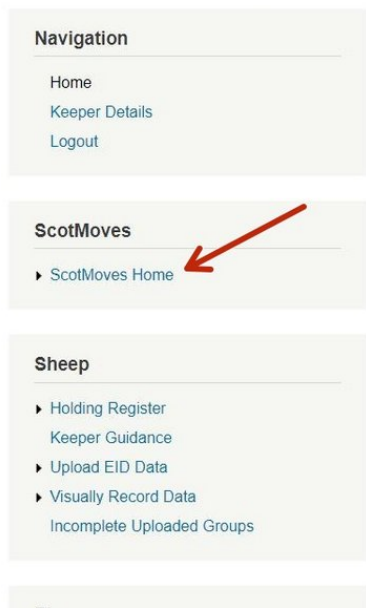 Navigation
Home
Keeper Details
Logout
ScotMoves
ScotMoves Home
Sheep
Holding Register
Keeper Guidance
Upload EID Data
Visually Record Data
Incomplete Uploaded Groups